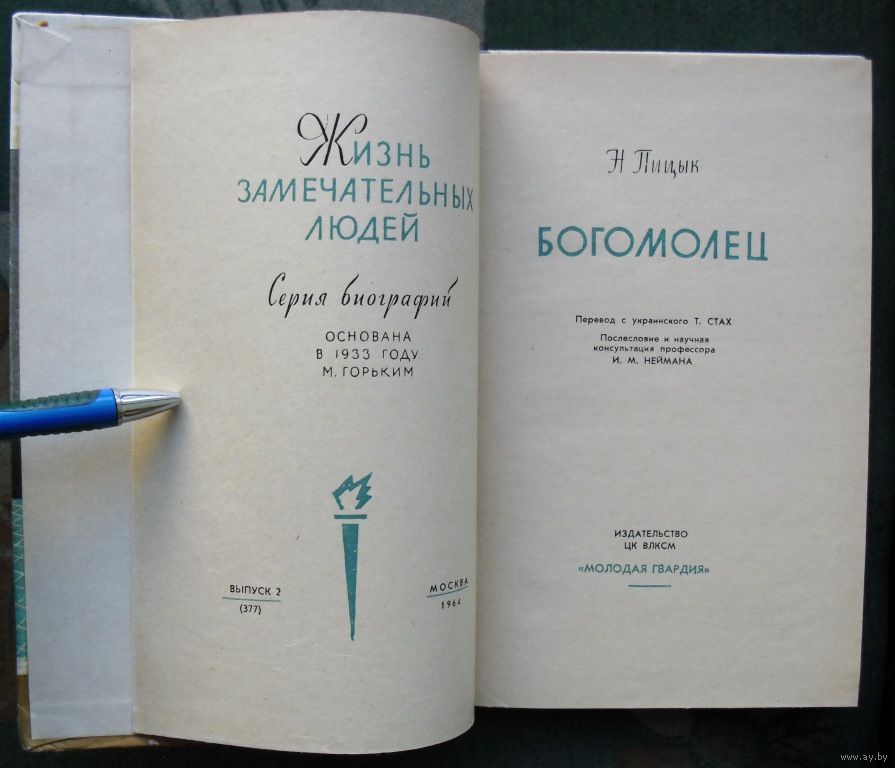 Жизнь
ЗАМЕЧАТЕЛЬНЫХ
ЛЮДЕЙ
Серия биографий
ОСНОВАНА
В 1933 ГОДУ
М. ГОРЬКИМ
ВЫПУСК 2
(377)
МОСКВА
1964
Н Пицык
БОГОМОЛЕЦ
Перевод с украинского Т. СТАХ
Послесловие и научная
консультация профессора
И. М. НЕЙМАНА
ИЗДАТЕЛЬСТВО
ЦК ВЛКСМ
«МОЛОДАЯ ГВАРДИЯ»
www.ay.by